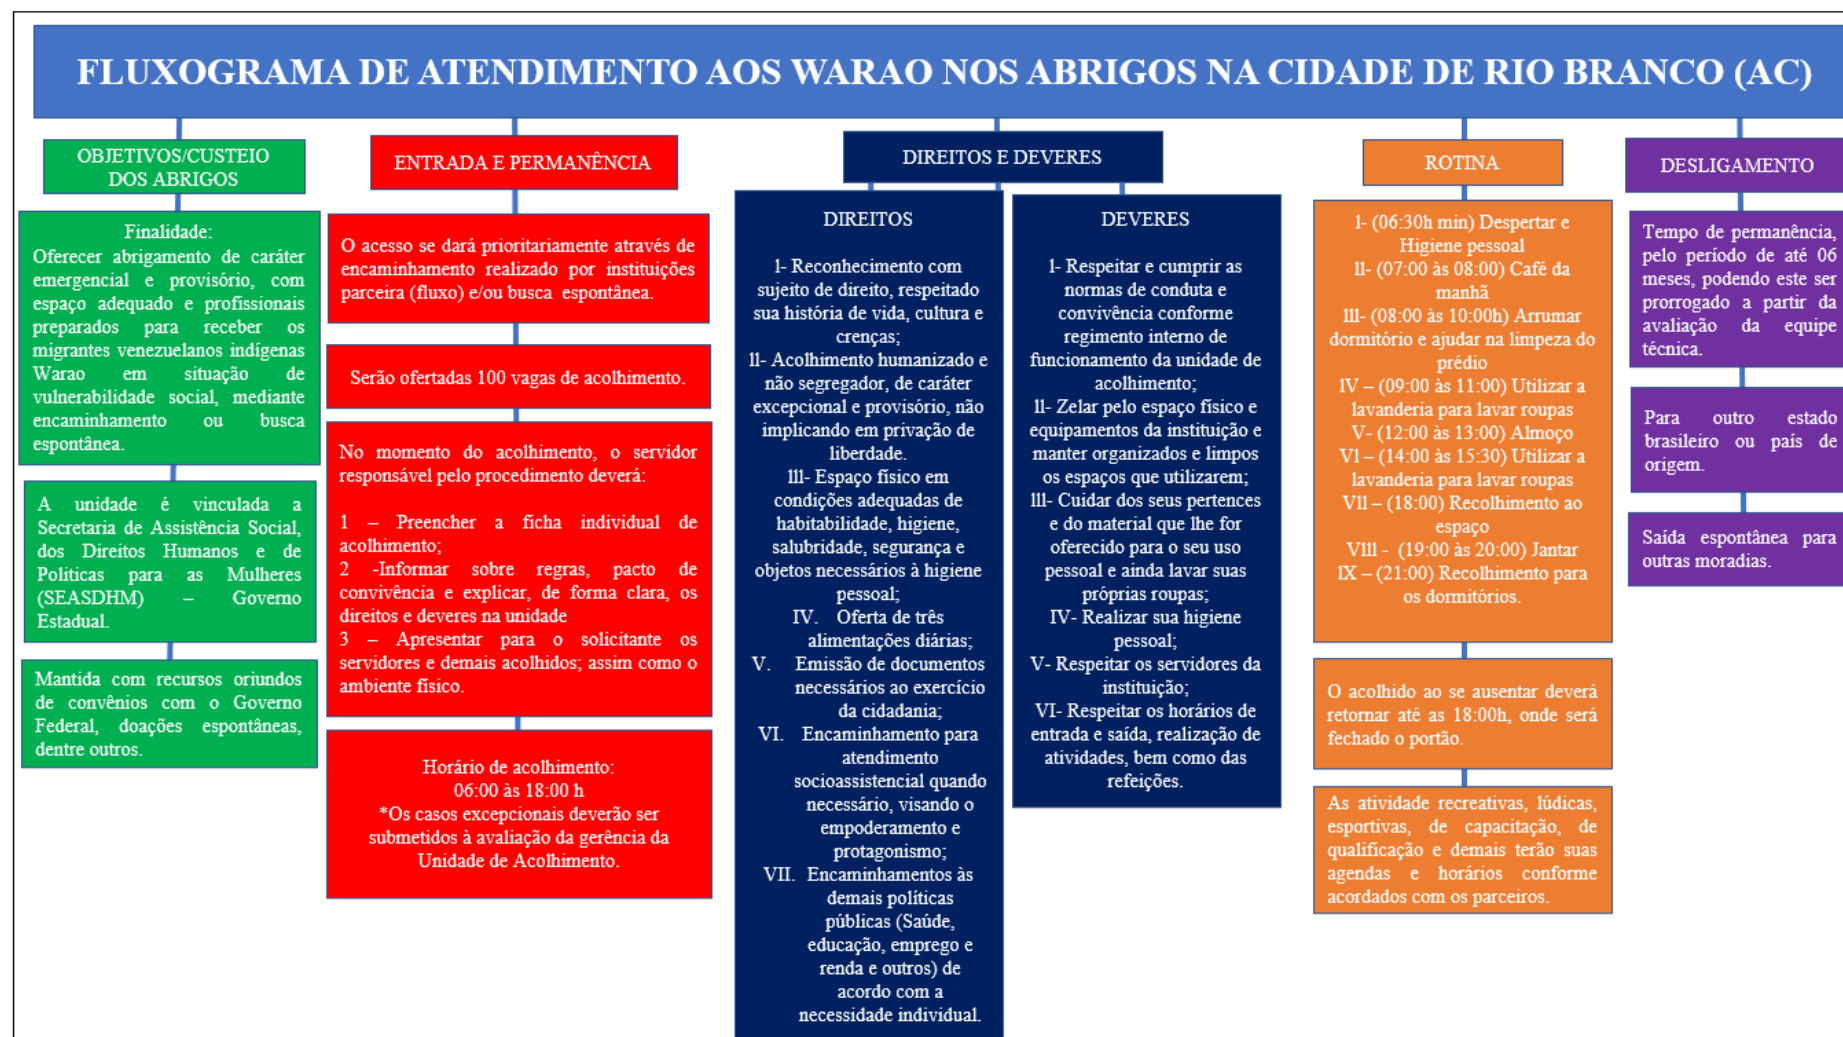 FLUXOGRAMA DE ATENDIMENTO AOS WARAO NOS ABRIGOS NA CIDADE DE RIO BRANCO (AC)
OBJETIVOS/CUSTEIO
DOS ABRIGOS
Finalidade:
Oferecer abrigamento de caráter
emergencial e provisório, com
espaço adequado e profissionais
preparados para receber os
migrantes venezuelanos indígenas
Warao em situação de
vulnerabilidade social, mediante
encaminhamento ou busca
espontânea.
A unidade é vinculada a
Secretaria de Assistência Social,
dos Direitos Humanos e de
Politicas para as Mulheres
(SEASDHM) – Governo
Estadual.
Mantida com recursos oriundos
de convênios com o Governo
Federal, doações espontâneas,
dentre outros.
ENTRADA E PERMANÊNCIA
O acesso se dará prioritariamente através de
encaminhamento realizado por instituições
parceira (fluxo) e/ou busca espontânea.
Serão ofertadas 100 vagas de acolhimento.
No momento do acolhimento, o servidor
responsável pelo procedimento deverá:
1 – Preencher a ficha individual de
acolhimento;
2 -Informar sobre regras, pacto de
convivência e explicar, de forma clara, os
direitos e deveres na unidade
3 – Apresentar para o solicitante os
servidores e demais acolhidos; assim como o
ambiente físico.
Horário de acolhimento:
06:00 às 18:00 h
*Os casos excepcionais deverão ser
submetidos à avaliação da gerência da
Unidade de Acolhimento.
DIREITOS E DEVERES
DIREITOS
l- Reconhecimento com
sujeito de direito, respeitado
sua história de vida, cultura e
crenças;
ll- Acolhimento humanizado e
não segregador, de caráter
excepcional e provisório, não
implicando em privação de
liberdade.
lll- Espaço físico em
condições adequadas de
habitabilidade, higiene,
salubridade, segurança e
objetos necessários à higiene
pessoal;
IV. Oferta de três
alimentações diárias;
V. Emissão de documentos
necessários ao exercício
da cidadania;
VI. Encaminhamento para
atendimento
socioassistencial quando
necessário, visando o
empoderamento e
protagonismo;
VII. Encaminhamentos às
demais políticas
públicas (Saúde,
educação, emprego e
renda e outros) de
acordo com a
necessidade individual.
DEVERES
l- Respeitar e cumprir as
normas de conduta e
convivência conforme
regimento interno de
funcionamento da unidade de
acolhimento;
ll- Zelar pelo espaço físico e
equipamentos da instituição e
manter organizados e limpos
os espaços que utilizarem;
lll- Cuidar dos seus pertences
e do material que lhe for
oferecido para o seu uso
pessoal e ainda lavar suas
próprias roupas;
IV- Realizar sua higiene
pessoal;
V- Respeitar os servidores da
instituição;
VI- Respeitar os horários de
entrada e saída, realização de
atividades, bem como das
refeições.
ROTINA
l- (06:30h min) Despertar e
Higiene pessoal
ll- (07:00 às 08:00) Café da
manhã
lll- (08:00 às 10:00h) Arrumar
dormitório e ajudar na limpeza do
prédio
lV – (09:00 às 11:00) Utilizar a
lavanderia para lavar roupas
V- (12:00 às 13:00) Almoço
Vl – (14:00 às 15:30) Utilizar a
lavanderia para lavar roupas
Vll – (18:00) Recolhimento ao
espaço
Vlll - (19:00 às 20:00) Jantar
lX – (21:00) Recolhimento para
os dormitórios.
O acolhido ao se ausentar deverá
retornar até as 18:00h, onde será
fechado o portão.
As atividade recreativas, lúdicas,
esportivas, de capacitação, de
qualificação e demais terão suas
agendas e horários conforme
acordados com os parceiros.
DESLIGAMENTO
Tempo de permanência,
pelo período de até 06
meses, podendo este ser
prorrogado a partir da
avaliação da equipe
técnica.
Para outro estado
brasileiro ou país de
origem.
Saída espontânea para
outras moradias.